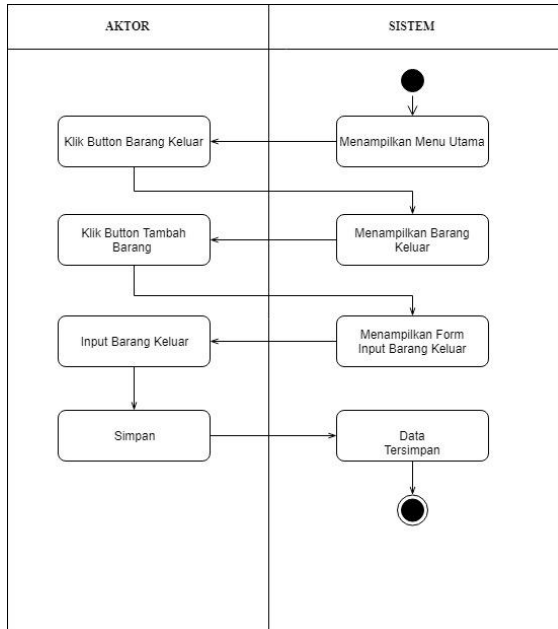 AKTOR
SISTEM
Menampilkan Menu Utama
Klik Button Barang Keluar
Menampilkan Barang
Keluar
Klik Button Tambah
Barang
Menampilkan Form
Input Barang Keluar
Input Barang Keluar
Simpan
Data
Tersimpan